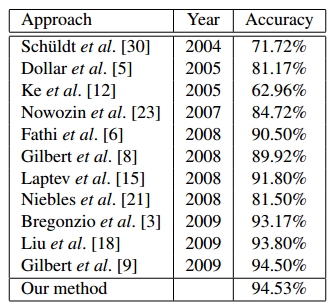 Approach Year Accuracy
Schüldt et al. [30] 2004 71.72%
Dollar et al. [5] 2005 81.17%
Ke et al. [12] 2005 62.96%
Nowozin et al. [23] 2007 84.72%
Fathi et al. [6] 2008 90.50%
Gilbert et al. [8] 2008 89.92%
Laptev et al. [15] 2008 91.80%
Niebles et al. [21] 2008 81.50%
Bregonzio et al. [3] 2009 93.17%
Liu et al. [18] 2009 93.80%
Gilbert et al. [9] 2009 94.50%
Our method 94.53%